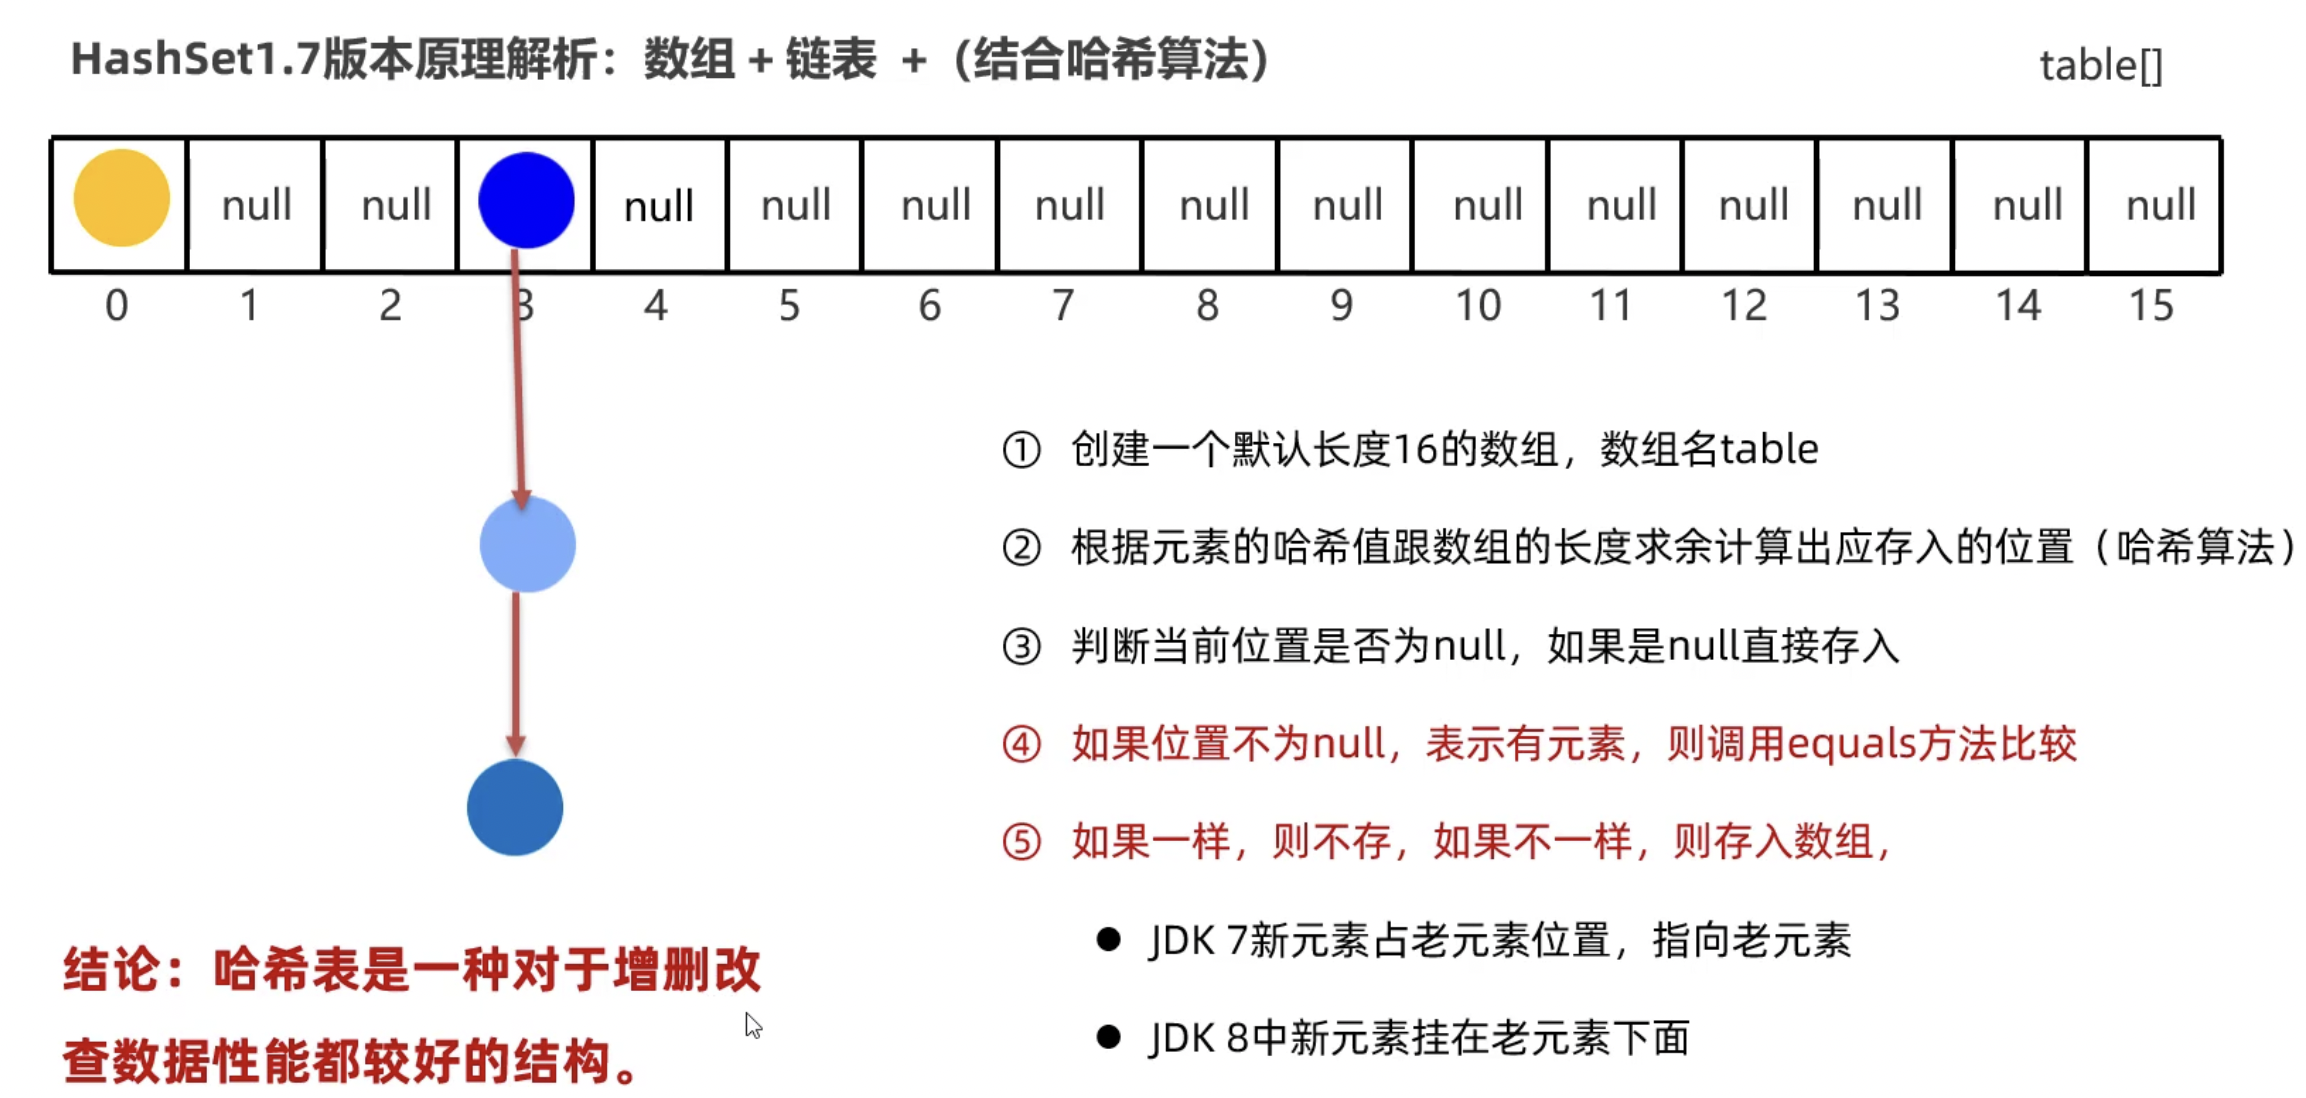 HashSet1.7版本原理解析：数组 + 链表 +（结合哈希算法）
table[]
null null null null null null null null null null null null null null
0 1 2 3 4 5 6 7 8 9 10 11 12 13 14 15
① 创建一个默认长度16的数组，数组名table
② 根据元素的哈希值跟数组的长度求余计算出应存入的位置（哈希算法）
③ 判断当前位置是否为null，如果是null直接存入
④ 如果位置不为null，表示有元素，则调用equals方法比较
⑤ 如果一样，则不存，如果不一样，则存入数组，
● JDK 7新元素占老元素位置，指向老元素
● JDK 8中新元素挂在老元素下面
结论：哈希表是一种对于增删改
查数据性能都较好的结构。